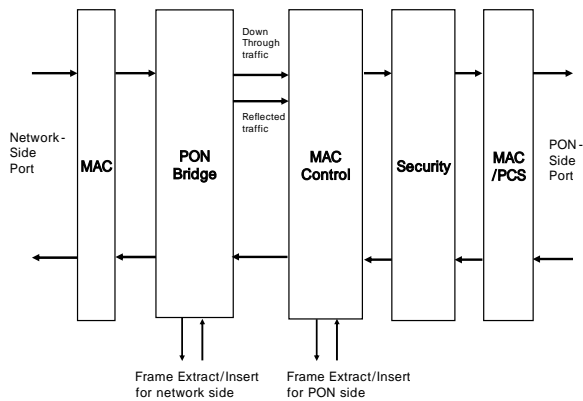 Down
Through
traffic
Reflected
traffic
Network-
Side
Port
MAC
PON
Bridge
MAC
Control
Security
MAC
/PCS
PON-
Side
Port
Frame Extract/Insert
for network side
Frame Extract/Insert
for PON side